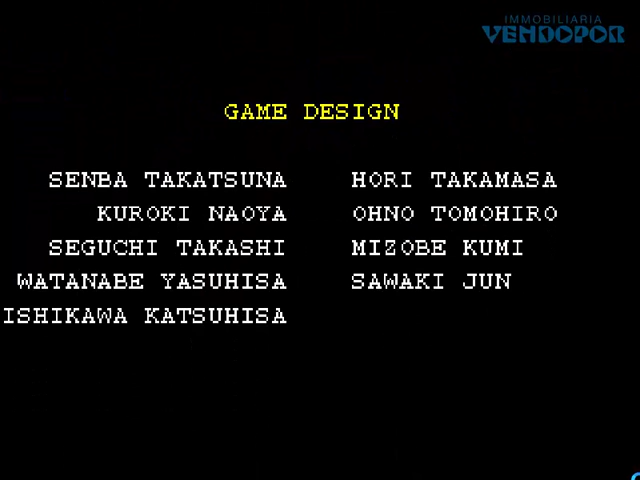 IMMOBILIARIA
VENDOPOR
GAME DESIGN
SENBA TAKATSUNA HORI TAKAMASA
KUROKI NAOYA OHNO TOMOHIRO
SEGUCHI TAKASHI MIZOBE KUMI
WATANABE YASUHISA SAWAKI JUN
ISHIKAWA KATSUHISA